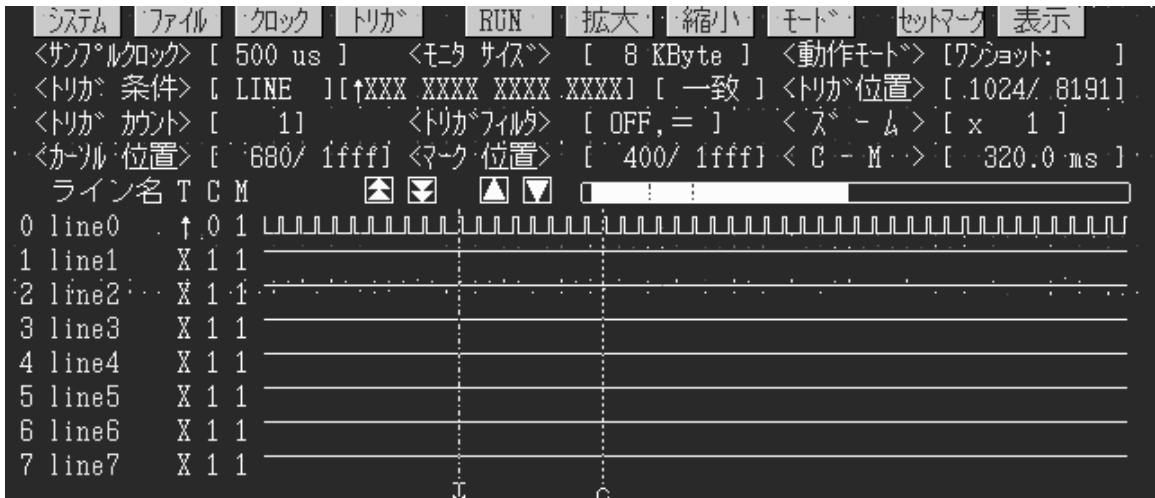 システム ファイル クロック トリガ RUN 拡大 縮小 モード セットマーク 表示
<サンプルクロック> [ 500 us ] <モニタ サイズ> [ 8 KByte ] <動作モード> [ワンショット: ]
<トリガ 条件> [ LINE ][↑XXX XXXX XXXX XXXX] [ 一致 ] <トリガ位置> [ 1024/ 8191]
<トリガ カウント> [ 1] <トリガフィルタ> [ OFF,= ] < ズ ー ム > [ x 1 ]
<カーソル 位置> [ 680/ 1fff] <マーク 位置> [ 400/ 1fff] < C - M > [ 320.0 ms ]
ライン名 T C M
0 line0 ↑ 0 1
1 line1 X 1 1
2 line2 X 1 1
3 line3 X 1 1
4 line4 X 1 1
5 line5 X 1 1
6 line6 X 1 1
7 line7 X 1 1